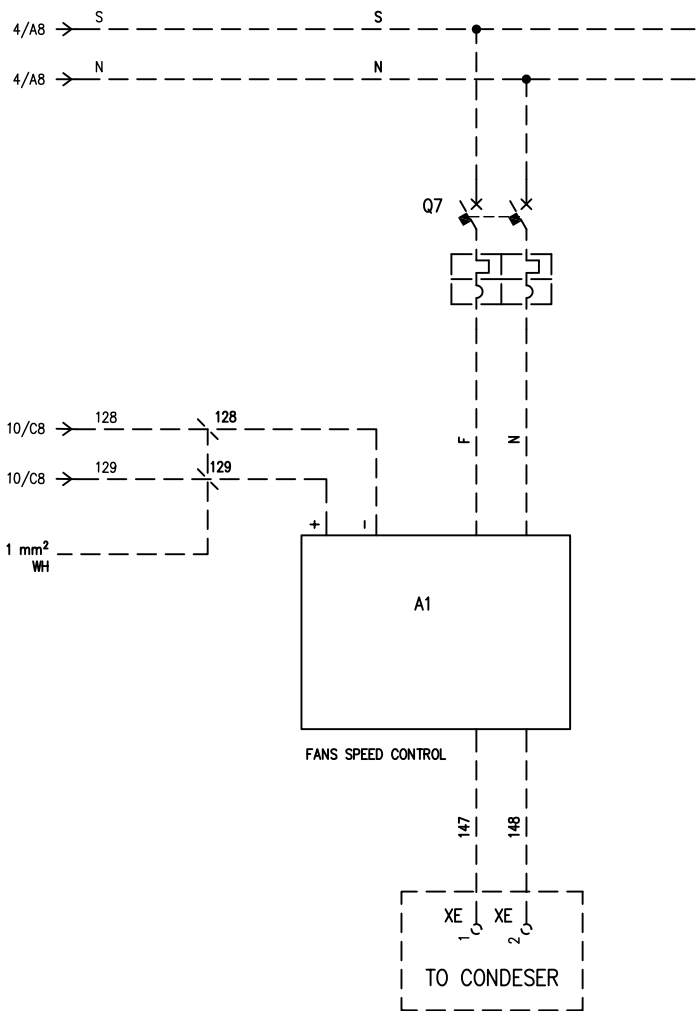 4/A8 S S
4/A8 N N
Q7
10/C8 128 128
10/C8 129 129
F N
+ -
1 mm²
WH
A1
FANS SPEED CONTROL
147 148
XE XE
1 2
TO CONDESER